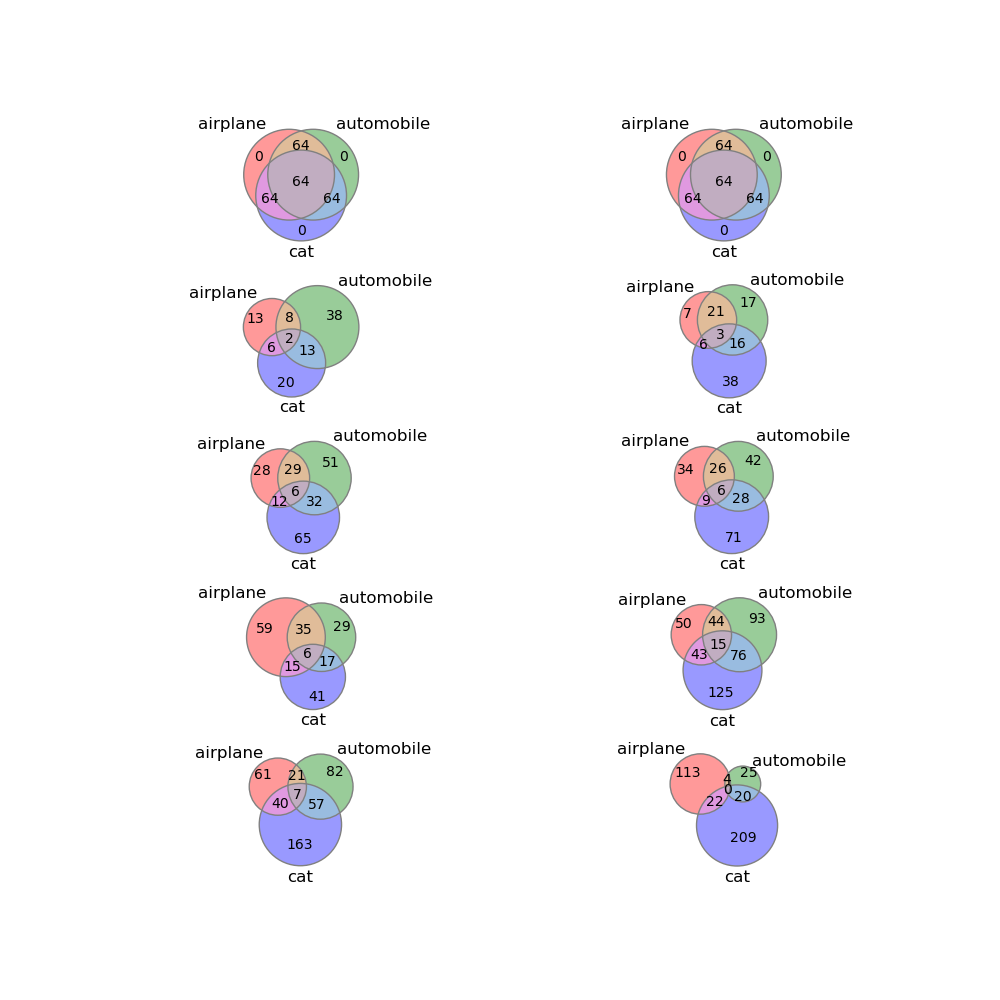 airplane automobile airplane automobile
64 64
0 0 0 0
64 64
64 64 64 64
0 0
cat cat
airplane automobile airplane automobile
13 8 38 7 21 17
2 3
6 13 6 16
20 38
cat cat
airplane automobile airplane automobile
28 29 51 34 26 42
6 6
12 32 9 28
65 71
cat cat
airplane automobile airplane automobile
59 35 29 50 44 93
6 15
15 17 43 76
41 125
cat cat
airplane automobile airplane automobile
61 21 82 113 4 25
7 0
40 57 22 20
163 209
cat cat